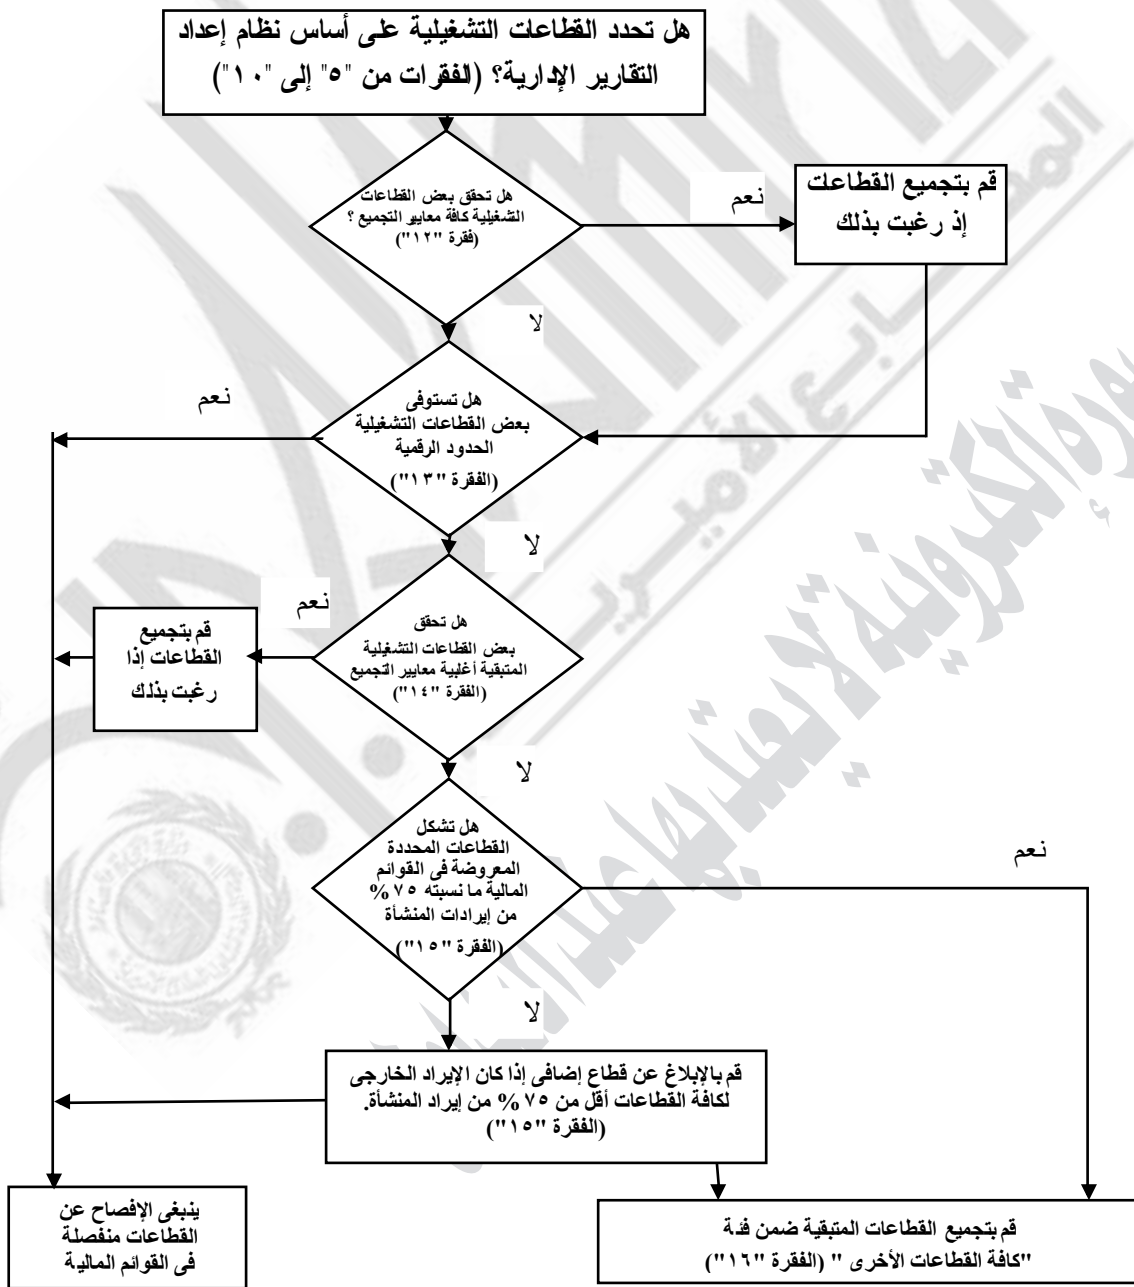 هل تحدد القطاعات التشغيلية على أساس نظام إعداد
التقارير الإدارية؟ (الفقرات من "٥" إلى "١٠")
هل تحقق بعض القطاعات
التشغيلية كافة معايير التجميع ؟
(فقرة "١٢")
نعم
قم بتجميع القطاعات
إذ رغبت بذلك
لا
هل تستوفى
بعض القطاعات التشغيلية
الحدود الرقمية
(الفقرة "١٣")
نعم
لا
هل تحقق
بعض القطاعات التشغيلية
المتبقية أغلبية معايير التجميع
(الفقرة "١٤")
نعم
قم بتجميع
القطاعات إذا
رغبت بذلك
لا
هل تشكل
القطاعات المحددة
المعروضة فى القوائم
المالية ما نسبته ٧٥%
من إيرادات المنشأة
(الفقرة "١٥")
نعم
لا
قم بالإبلاغ عن قطاع إضافى إذا كان الإيراد الخارجى
لكافة القطاعات أقل من ٧٥% من إيراد المنشأة.
(الفقرة "١٥")
ينبغى الإفصاح عن
القطاعات منفصلة
فى القوائم المالية
قم بتجميع القطاعات المتبقية ضمن فئة
"كافة القطاعات الأخرى " (الفقرة "١٦")